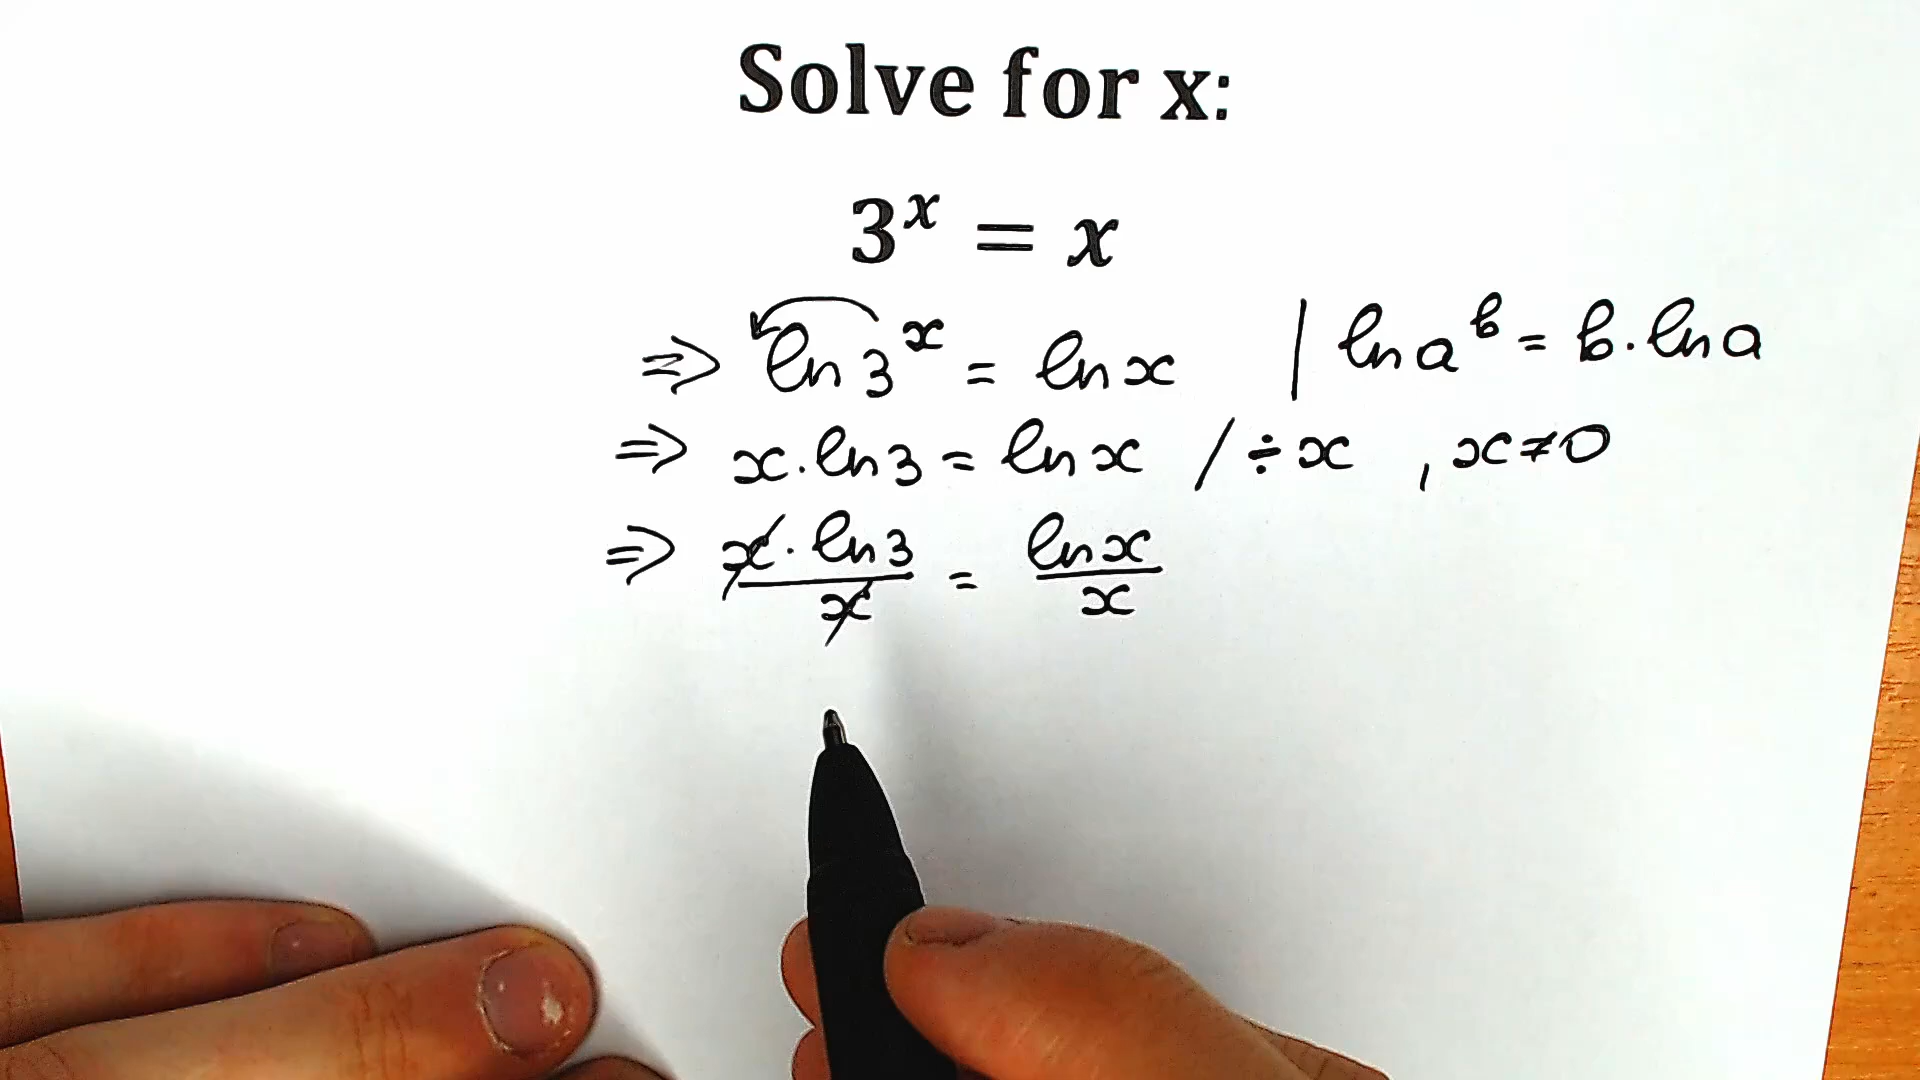 Solve for x:
3^x = x
⇒ ln 3^x = ln x | ln a^b = b · ln a
⇒ x · ln 3 = ln x / ÷ x , x ≠ 0
⇒ x · ln 3 / x = ln x / x